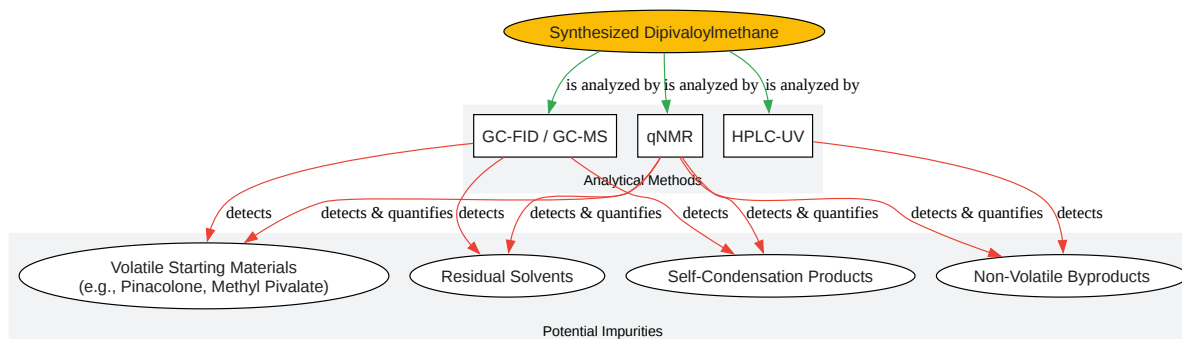 Synthesized Dipivaloylmethane
is analyzed by
is analyzed by
is analyzed by
GC-FID / GC-MS
qNMR
HPLC-UV
Analytical Methods
detects
detects & quantifies
detects
detects & quantifies
detects
detects & quantifies
detects & quantifies
detects
Volatile Starting Materials
(e.g., Pinacolone, Methyl Pivalate)
Residual Solvents
Self-Condensation Products
Non-Volatile Byproducts
Potential Impurities